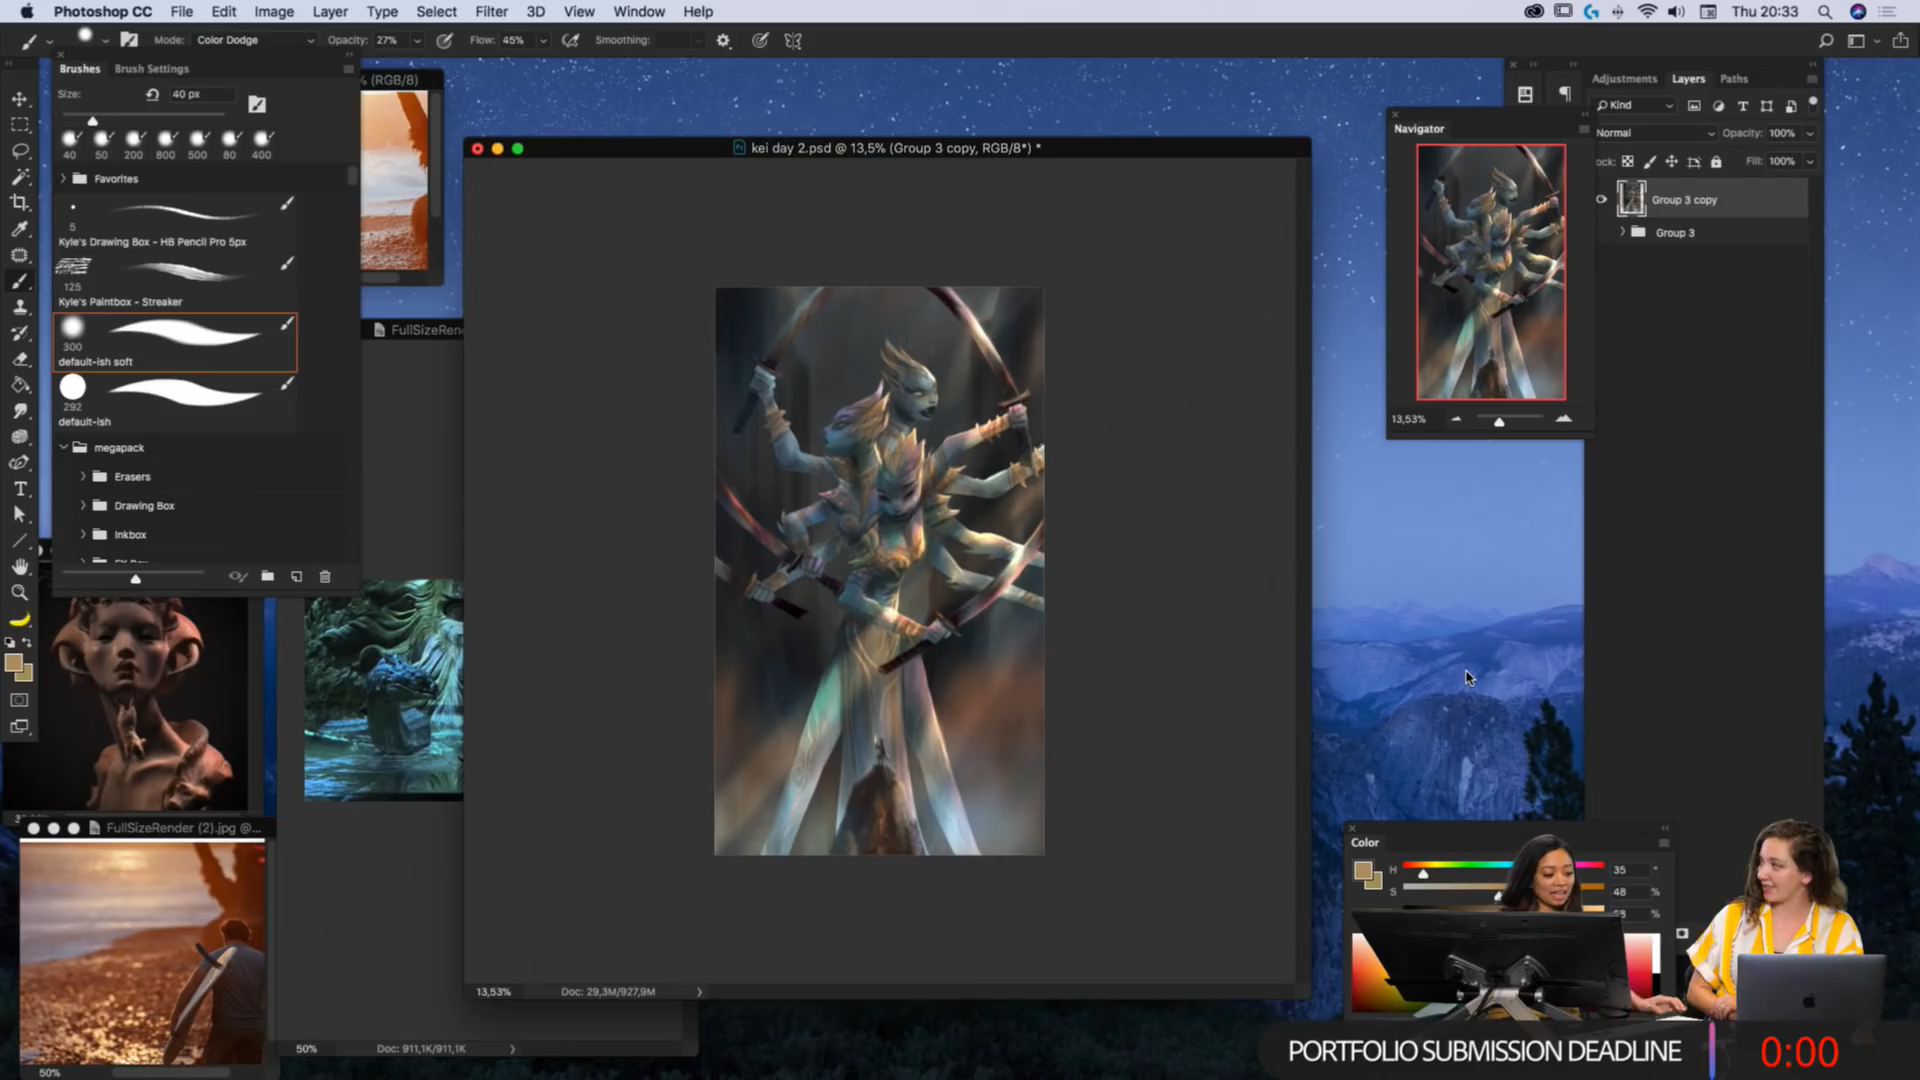 Photoshop CC File Edit Image Layer Type Select Filter 3D View Window Help Thu 20:33
Mode: Color Dodge Opacity: 27% Flow: 45% Smoothing:
Brushes Brush Settings
Size: 40 px
40 50 200 800 500 80 400
Favorites
5
Kyle's Drawing Box - HB Pencil Pro 5px
125
Kyle's Paintbox - Streaker
300
default-ish soft
292
default-ish
megapack
Erasers
Drawing Box
Inkbox
% (RGB/8)
FullSizeRen
kei day 2.psd @ 13,5% (Group 3 copy, RGB/8*) *
13,53% Doc: 29,3M/927,9M
50% Doc: 911,1K/911,1K
FullSizeRender (2).jpg @...
50%
Navigator
13,53%
Adjustments Layers Paths
Kind
Normal Opacity: 100%
ock: Fill: 100%
Group 3 copy
Group 3
Color
H 35 °
S 48 %
%
PORTFOLIO SUBMISSION DEADLINE 0:00